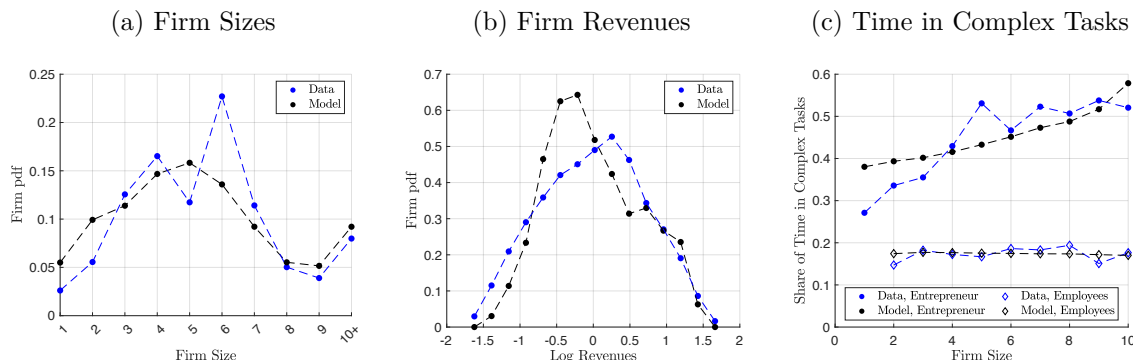 (a) Firm Sizes
(b) Firm Revenues
(c) Time in Complex Tasks
Firm pdf
0.25
0.2
0.15
0.1
0.05
0
1
2
3
4
5
6
7
8
9
10+
Firm Size
Data
Model
Firm pdf
0.7
0.6
0.5
0.4
0.3
0.2
0.1
0
-2
-1.5
-1
-0.5
0
0.5
1
1.5
2
Log Revenues
Data
Model
Share of Time in Complex Tasks
0.6
0.5
0.4
0.3
0.2
0.1
0
0
2
4
6
8
10
Firm Size
Data, Entrepreneur
Model, Entrepreneur
Data, Employees
Model, Employees